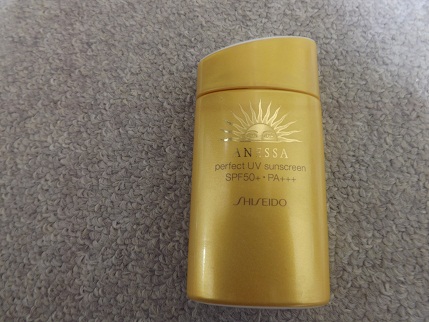 ANESSA
perfect UV sunscreen
SPF50+・PA+++
SHISEIDO